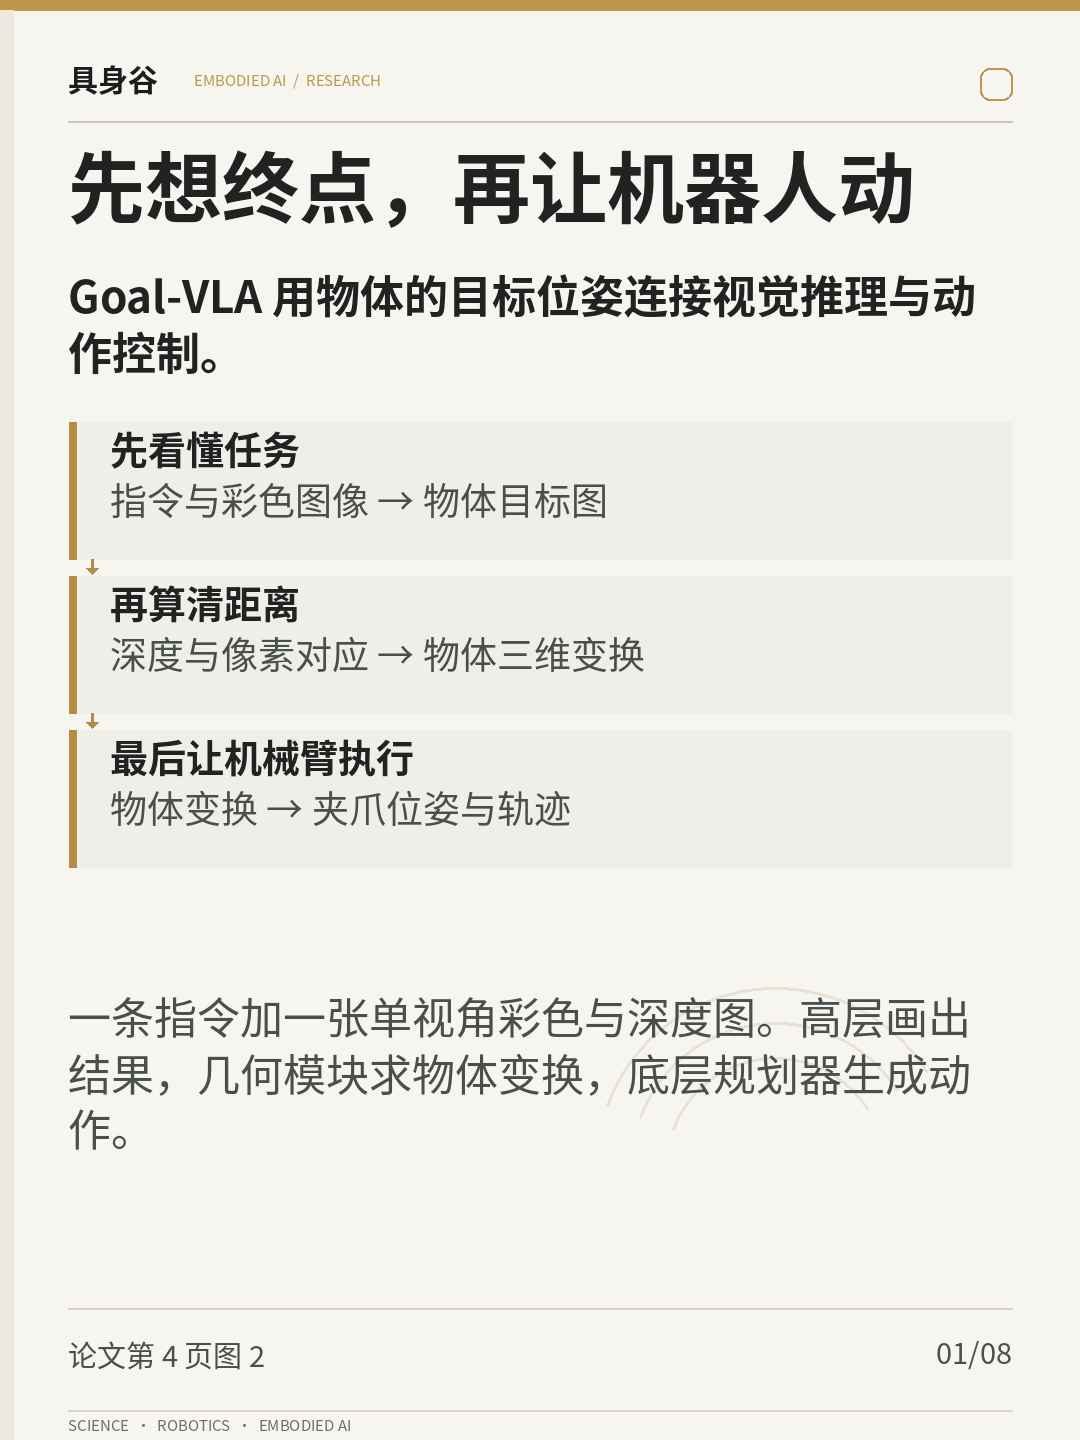 具身谷
EMBODIED AI / RESEARCH
先想终点，再让机器人动
Goal-VLA 用物体的目标位姿连接视觉推理与动
作控制。
先看懂任务
指令与彩色图像 → 物体目标图
再算清距离
深度与像素对应 → 物体三维变换
最后让机械臂执行
物体变换 → 夹爪位姿与轨迹
一条指令加一张单视角彩色与深度图。高层画出
结果，几何模块求物体变换，底层规划器生成动
作。
论文第 4 页图 2
01/08
SCIENCE · ROBOTICS · EMBODIED AI